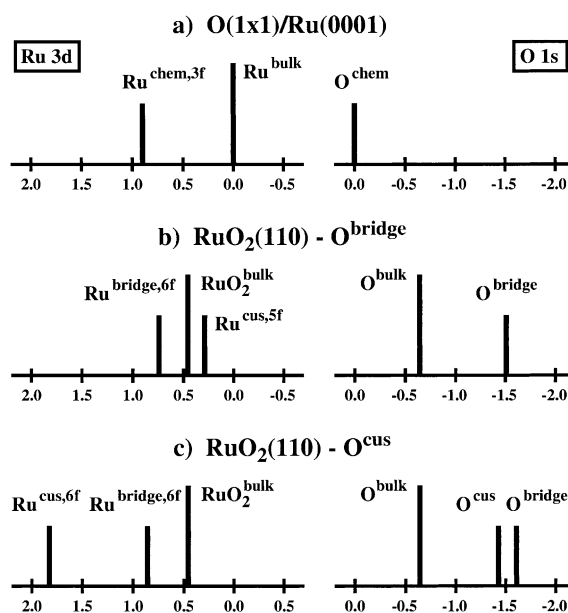 a) O(1x1)/Ru(0001)
Ru 3d
O 1s
Ru^chem,3f
Ru^bulk
O^chem
2.0 1.5 1.0 0.5 0.0 -0.5
0.0 -0.5 -1.0 -1.5 -2.0
b) RuO₂(110) - O^bridge
Ru^bridge,6f
RuO₂^bulk
Ru^cus,5f
O^bulk
O^bridge
2.0 1.5 1.0 0.5 0.0 -0.5
0.0 -0.5 -1.0 -1.5 -2.0
c) RuO₂(110) - O^cus
Ru^cus,6f
Ru^bridge,6f
RuO₂^bulk
O^bulk
O^cus
O^bridge
2.0 1.5 1.0 0.5 0.0 -0.5
0.0 -0.5 -1.0 -1.5 -2.0